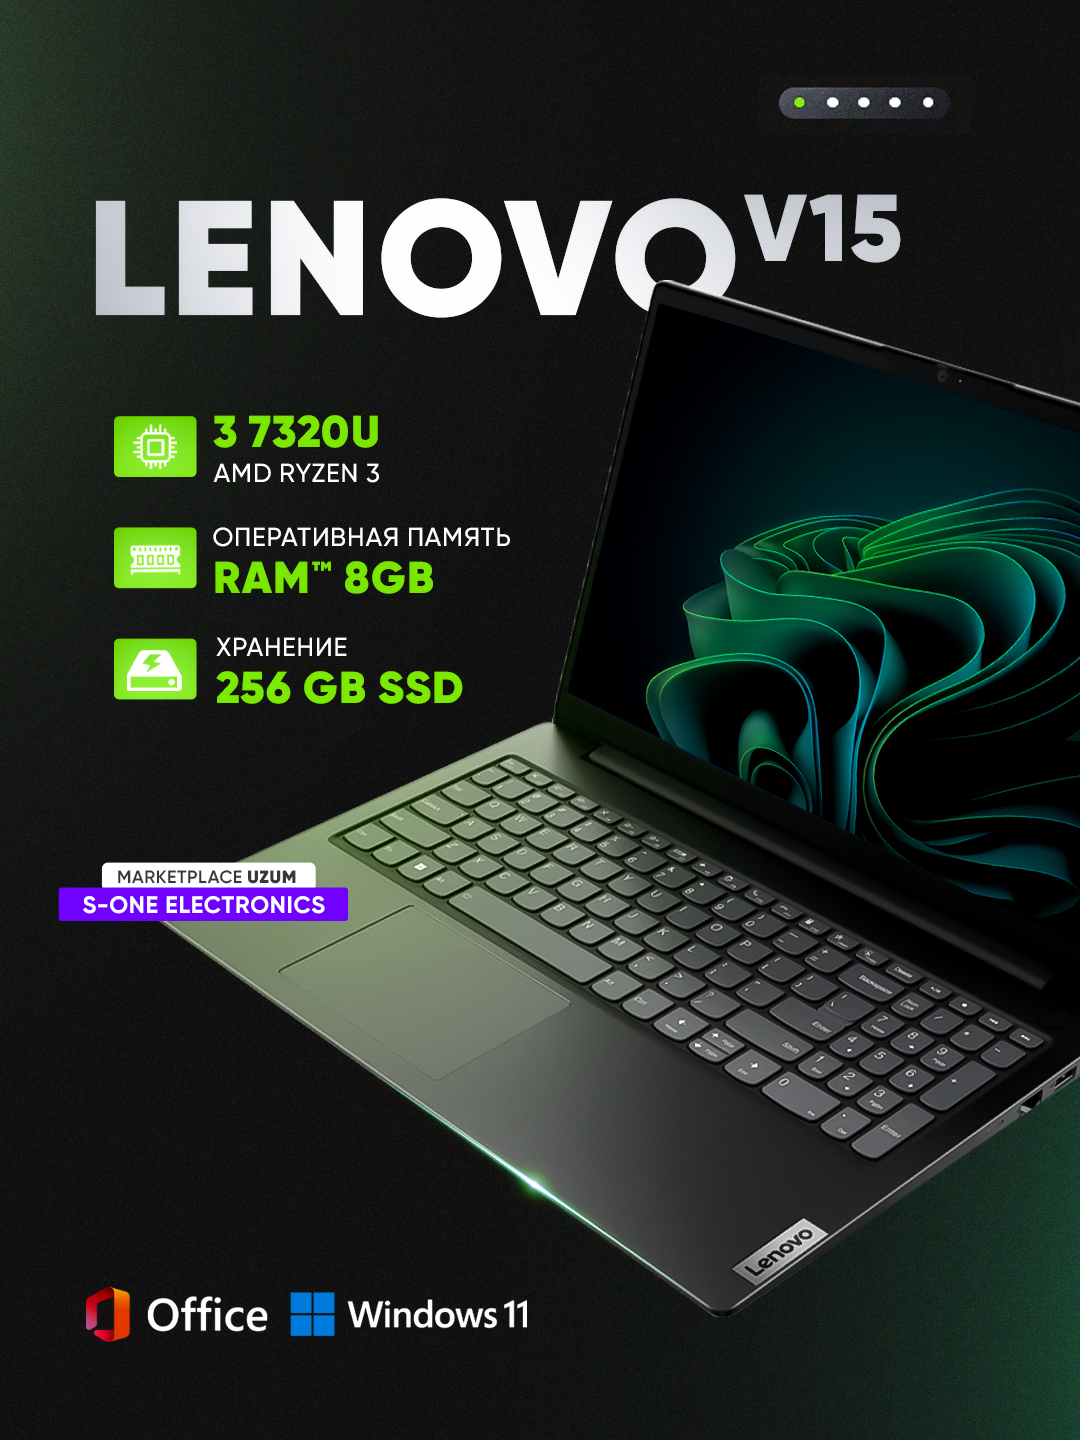 LENOVO V15
3 7320U
AMD RYZEN 3
ОПЕРАТИВНАЯ ПАМЯТЬ
RAM™ 8GB
ХРАНЕНИЕ
256 GB SSD
MARKETPLACE UZUM
S-ONE ELECTRONICS
Lenovo
Office
Windows 11